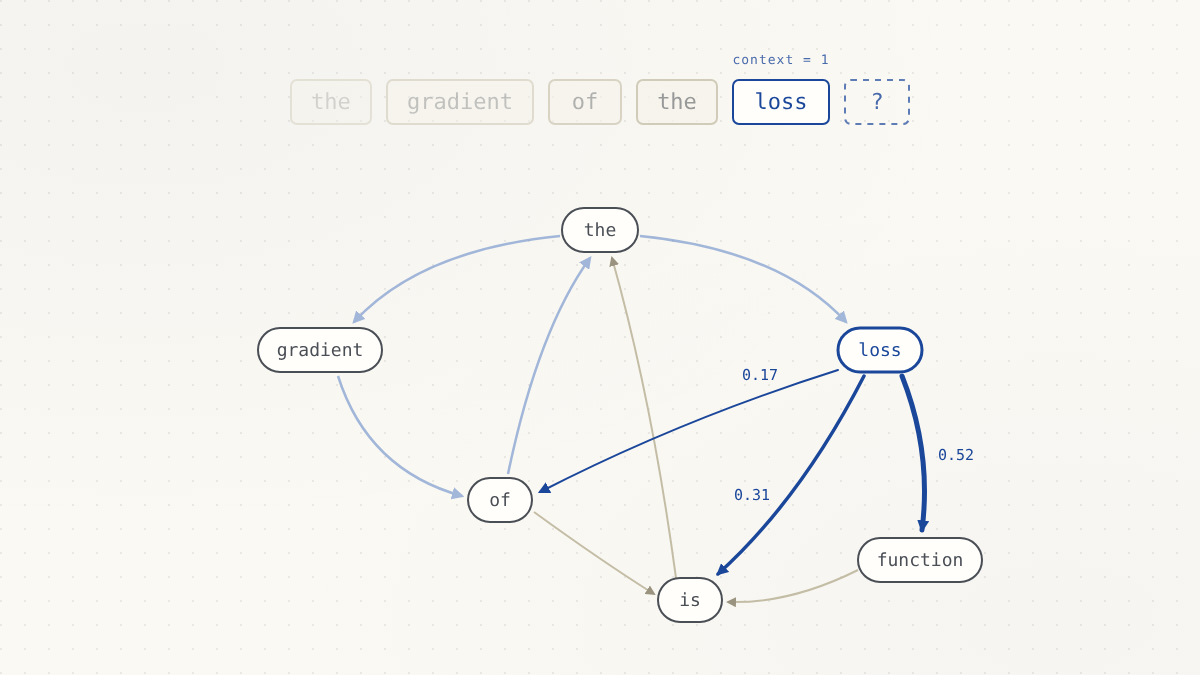 context = 1
the gradient of the loss ?
the
gradient
loss
0.17
0.52
0.31
of
function
is